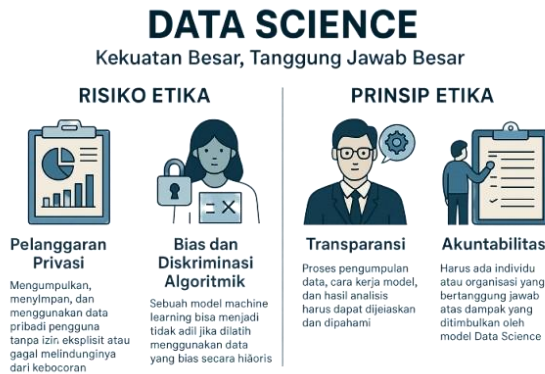 DATA SCIENCE
Kekuatan Besar, Tanggung Jawab Besar
RISIKO ETIKA
Pelanggaran
Privasi
Mengumpulkan,
menyimpan, dan
menggunakan data
pribadi pengguna
tanpa izin eksplisit atau
gagal melindunginya
dari kebocoran
Bias dan
Diskriminasi
Algoritmik
Sebuah model machine
learning bisa menjadi
tidak adil jika dilatih
menggunakan data
yang bias secara hiāoris
PRINSIP ETIKA
Transparansi
Proses pengumpulan
data, cara kerja model,
dan hasil analisis
harus dapat dijeiaskan
dan dipahami
Akuntabilitas
Harus ada individu
atau organisasi yang
bertanggung jawab
atas dampak yang
ditimbulkan oleh
model Data Science